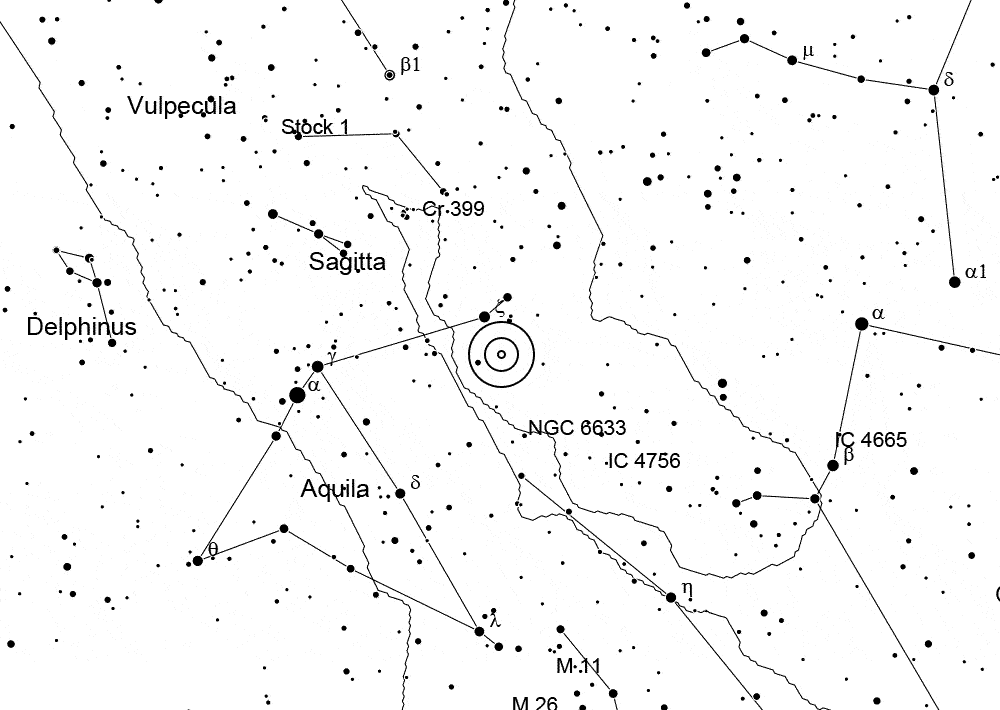 β1
μ
δ
Vulpecula
Stock 1
Cr 399
Sagitta
α1
ζ
α
Delphinus
γ
α
NGC 6633
IC 4665
β
IC 4756
Aquila
δ
θ
η
λ
M 11
M 26